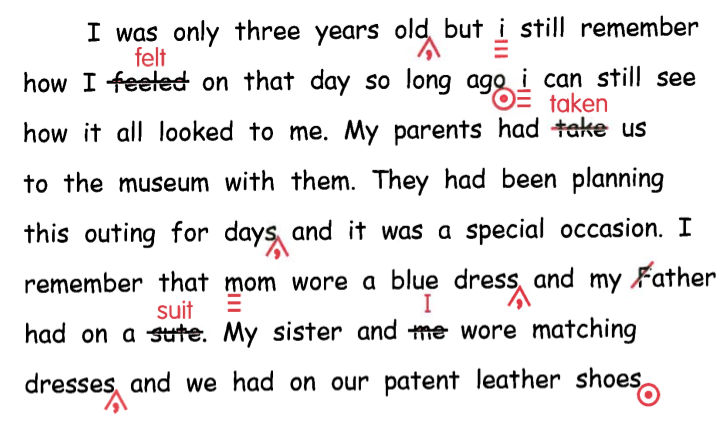 I was only three years old, but i still remember
felt
how I feeled on that day so long ago i can still see
taken
how it all looked to me. My parents had take us
to the museum with them. They had been planning
this outing for days, and it was a special occasion. I
remember that mom wore a blue dress, and my Father
suit I
had on a sute. My sister and me wore matching
dresses, and we had on our patent leather shoes